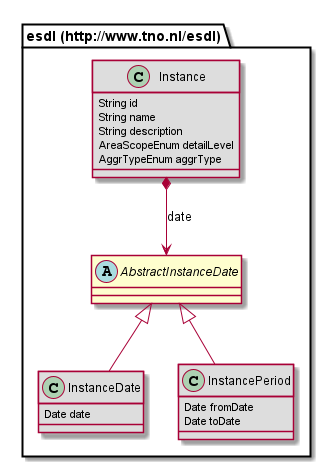 esdl (http://www.tno.nl/esdl)
C Instance
String id
String name
String description
AreaScopeEnum detailLevel
AggrTypeEnum aggrType
date
A AbstractInstanceDate
C InstanceDate
Date date
C InstancePeriod
Date fromDate
Date toDate